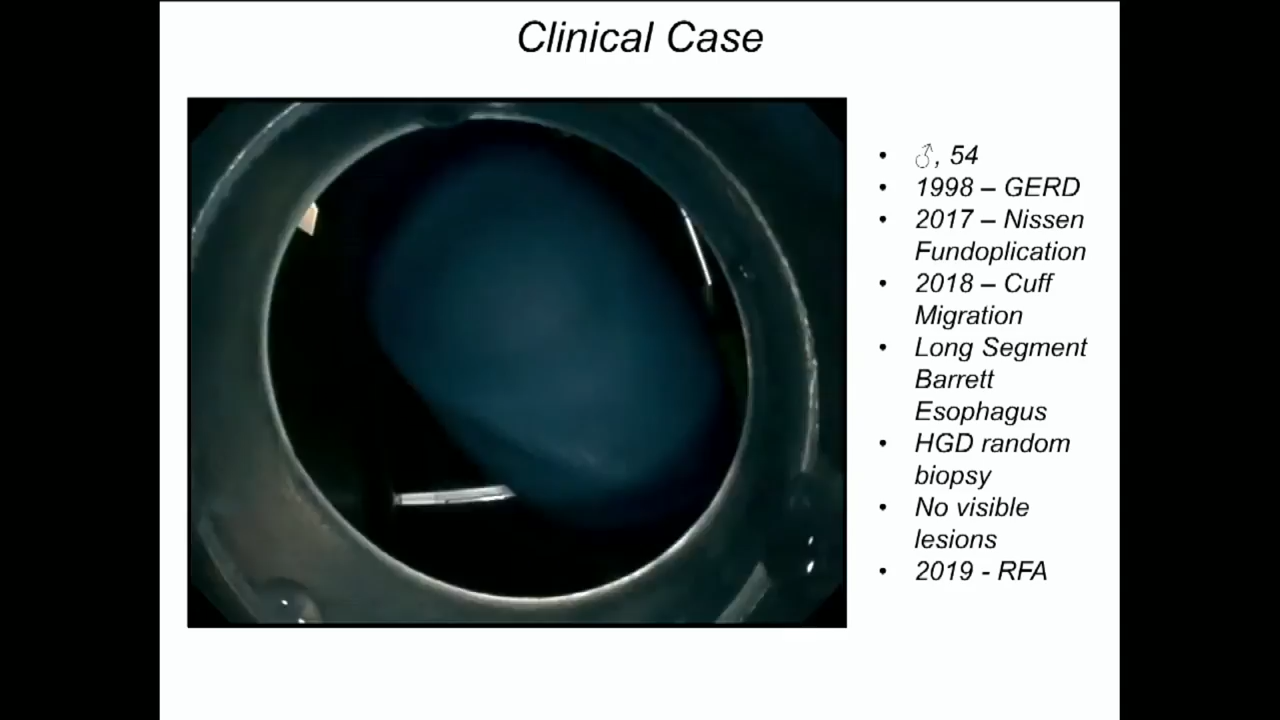 Clinical Case
• ♂, 54
• 1998 – GERD
• 2017 – Nissen
Fundoplication
• 2018 – Cuff
Migration
• Long Segment
Barrett
Esophagus
• HGD random
biopsy
• No visible
lesions
• 2019 - RFA